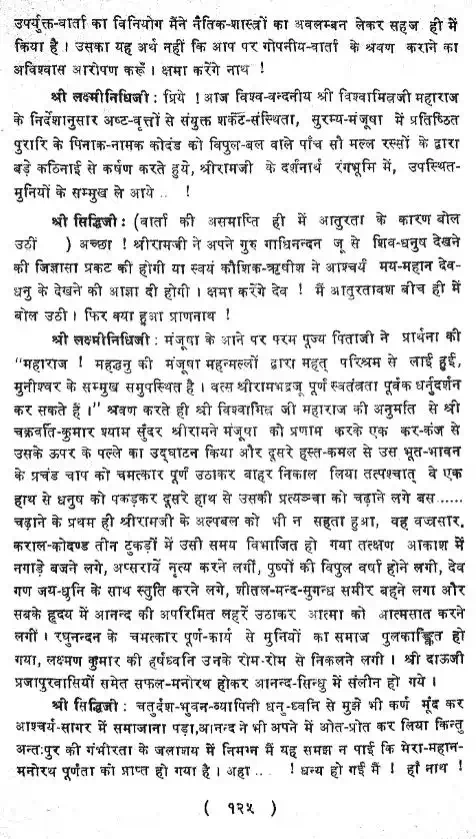 उपर्युक्त-वार्ता का विनियोग मैंने नैतिक-शास्त्रों का अवलम्बन लेकर सहज ही में
किया है । उसका यह अर्थ नहीं कि आप पर गोपनीय-वार्ता के श्रवण कराने का
अविश्वास आरोपण करूँ । क्षमा करेंगे नाथ !
श्री लक्ष्मीनिधिजी : प्रिये ! आज विश्व-वन्दनीय श्री विश्वामित्रजी महाराज
के निर्देशानुसार अष्ट-वृत्तों से संयुक्त शकट-संस्थिता, सुरम्य-मंजूषा में प्रतिष्ठित
पुरारि के पिनाक-नामक कोदंड को विपुल-बल वाले पाँच सौ मल्ल रस्सों के द्वारा
बड़े कठिनाई से कर्षण करते हुये, श्रीरामजी के दर्शनार्थ रंगभूमि में, उपस्थित-
मुनियों के सम्मुख ले आये .. !
श्री सिद्धिजी : (वार्ता की असमाप्ति ही में आतुरता के कारण बोल
उठीं ) अच्छा ! श्रीरामजी ने अपने गुरु गाधिनन्दन जू से शिव-धनुष देखने
की जिज्ञासा प्रकट की होगी या स्वयं कौशिक-ऋषीश ने आश्चर्य मय-महान देव-
धनु के देखने की आज्ञा दी होगी । क्षमा करेंगे देव ! मैं आतुरतावश बीच ही में
बोल उठी । फिर क्या हुआ प्राणनाथ !
श्री लक्ष्मीनिधिजी : मंजूषा के आने पर परम पूज्य पिताजी ने प्रार्थना की
"महाराज ! महद्धनु की मंजूषा महन्मल्लों द्वारा महत् परिश्रम से लाई हुई,
मुनीश्वर के सम्मुख समुपस्थित है । वत्स श्रीरामभद्रजू पूर्ण स्वतंत्रता पूर्वक धनुंदर्शन
कर सकते हैं ।" श्रवण करते ही श्री विश्वामित्र जी महाराज की अनुमति से श्री
चक्रवर्ति-कुमार श्याम सुँदर श्रीरामने मंजूषा को प्रणाम करके एक कर-कंज से
उसके ऊपर के पल्ले का उद्घाटन किया और दूसरे हस्त-कमल से उस भूत-भावन
के प्रचंड चाप को चमत्कार पूर्ण उठाकर बाहर निकाल लिया तत्पश्चात् वे एक
हाथ से धनुष को पकड़कर दूसरे हाथ से उसकी प्रत्यञ्चा को चढ़ाने लगे बस ......
चढ़ाने के प्रथम ही श्रीरामजी के अल्पबल को भी न सहता हुआ, वह वज्रसार,
कराल-कोदण्ड तीन टुकड़ों में उसी समय विभाजित हो गया तत्क्षण आकाश में
नगाड़े बजने लगे, अप्सरायें नृत्य करने लगीं, पुष्पों की विपुल वर्षा होने लगी, देव
गण जय-धुनि के साथ स्तुति करने लगे, शीतल-मन्द-सुगन्ध समीर बहने लगा और
सबके हृदय में आनन्द की अपरिमित लहरें उठाकर आत्मा को आत्मसात करने
लगीं । रघुनन्दन के चमत्कार पूर्ण-कार्य से मुनियों का समाज पुलकाङ्कित हो
गया, लक्ष्मण कुमार की हर्षध्वनि उनके रोम-रोम से निकलने लगी । श्री दाऊजी
प्रजापुरवासियों समेत सफल-मनोरथ होकर आनन्द-सिन्धु में संलीन हो गये ।
श्री सिद्धिजी : चतुर्दश-भुवन-व्यापिनी धनु-ध्वनि से मुझे भी कर्ण मूंद कर
आश्चर्य-सागर में समाजाना पड़ा,आनन्द ने भी अपने में ओत-प्रोत कर लिया किन्तु
अन्तःपुर की गंभीरता के जलाशय में निमग्न मैं यह समझ न पाई कि मेरा-महान-
मनोरथ पूर्णता को प्राप्त हो गया है । अहा .... ! धन्य हो गई मैं ! हाँ नाथ !
( १२५ )